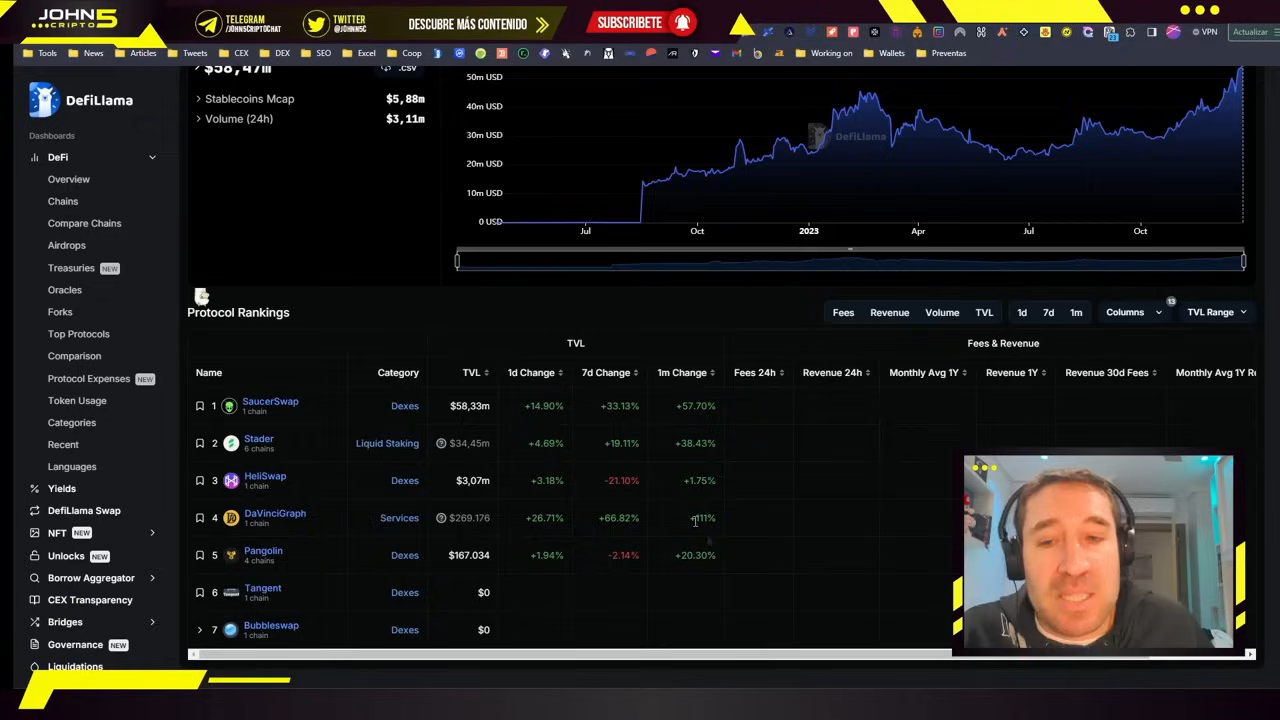 JOHN5
CRIPTO
TELEGRAM
/JOHN5CRIPTOCHAT
TWITTER
@JOHNN5C
DESCUBRE MÁS CONTENIDO
SUBSCRIBETE
VPN
Actualizar
Tools
News
Articles
Tweets
CEX
DEX
SEO
Excel
Coop
Working on
Wallets
Preventas
DefiLlama
Dashboards
DeFi
Overview
Chains
Compare Chains
Airdrops
Treasuries NEW
Oracles
Forks
Top Protocols
Comparison
Protocol Expenses NEW
Token Usage
Categories
Recent
Languages
Yields
DefiLlama Swap
NFT NEW
Unlocks NEW
Borrow Aggregator
CEX Transparency
Bridges
Governance NEW
Liquidations
$58,47m
.csv
Stablecoins Mcap $5,88m
Volume (24h) $3,11m
50m USD
40m USD
30m USD
20m USD
10m USD
0 USD
DefiLlama
Jul Oct 2023 Apr Jul Oct
Protocol Rankings
Fees Revenue Volume TVL 1d 7d 1m Columns 13 TVL Range
TVL Fees & Revenue
Name Category TVL 1d Change 7d Change 1m Change Fees 24h Revenue 24h Monthly Avg 1Y Revenue 1Y Revenue 30d Fees Monthly Avg 1Y Re
1 SaucerSwap Dexes $58,33m +14.90% +33.13% +57.70%
1 chain
2 Stader Liquid Staking $34,45m +4.69% +19.11% +38.43%
6 chains
3 HeliSwap Dexes $3,07m +3.18% -21.10% +1.75%
1 chain
4 DaVinciGraph Services $269.176 +26.71% +66.82%
1 chain
5 Pangolin Dexes $167.034 +1.94% -2.14% +20.30%
4 chains
6 Tangent Dexes $0
1 chain
7 Bubbleswap Dexes $0
1 chain